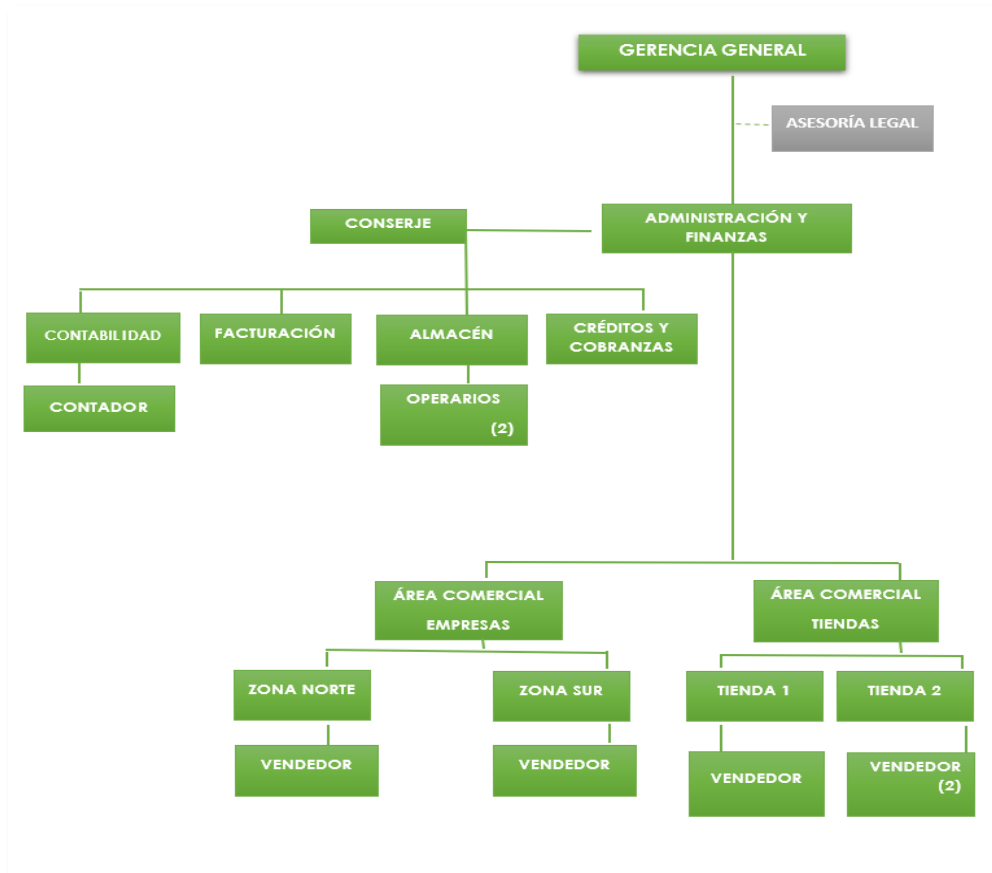 GERENCIA GENERAL
ASESORÍA LEGAL
CONSERJE
ADMINISTRACIÓN Y
FINANZAS
CONTABILIDAD
FACTURACIÓN
ALMACÉN
CRÉDITOS Y
COBRANZAS
CONTADOR
OPERARIOS
(2)
ÁREA COMERCIAL
EMPRESAS
ÁREA COMERCIAL
TIENDAS
ZONA NORTE
ZONA SUR
TIENDA 1
TIENDA 2
VENDEDOR
VENDEDOR
VENDEDOR
VENDEDOR
(2)